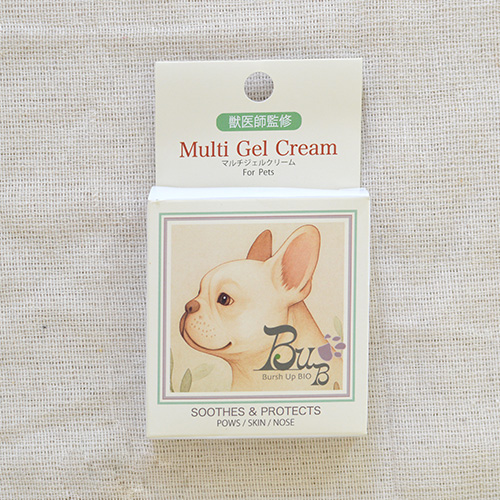 獣医師監修
Multi Gel Cream
マルチジェルクリーム
For Pets
BuB
Bursh Up BIO
SOOTHES & PROTECTS
POWS / SKIN / NOSE